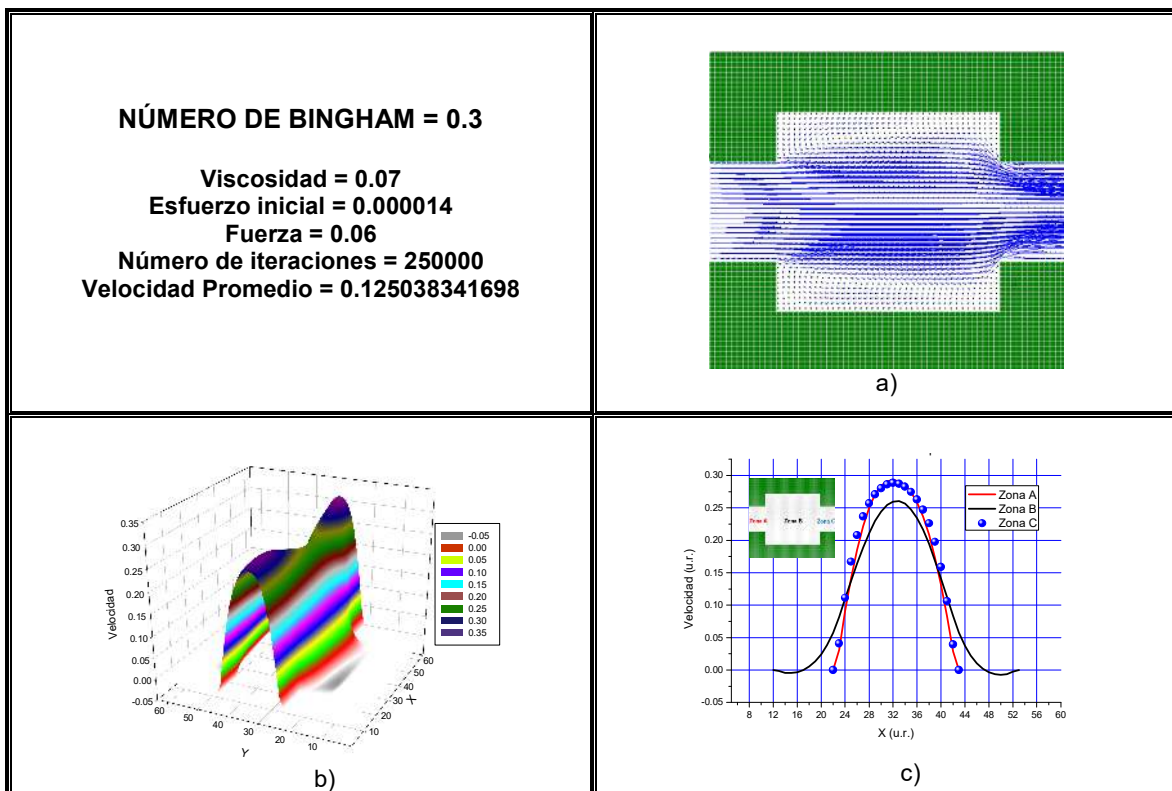 NÚMERO DE BINGHAM = 0.3
Viscosidad = 0.07
Esfuerzo inicial = 0.000014
Fuerza = 0.06
Número de iteraciones = 250000
Velocidad Promedio = 0.125038341698
a)
0.35
0.30
0.25
0.20
0.15
0.10
0.05
0.00
-0.05
Velocidad
60
50
40
30
20
10
Y
10
20
30
40
50
60
X
-0.05
0.00
0.05
0.10
0.15
0.20
0.25
0.30
0.35
b)
0.30
0.25
0.20
0.15
0.10
0.05
0.00
-0.05
Velocidad (u.r.)
Zona A Zona B Zona C
Zona A
Zona B
Zona C
8 12 16 20 24 28 32 36 40 44 48 52 56 60
X (u.r.)
c)